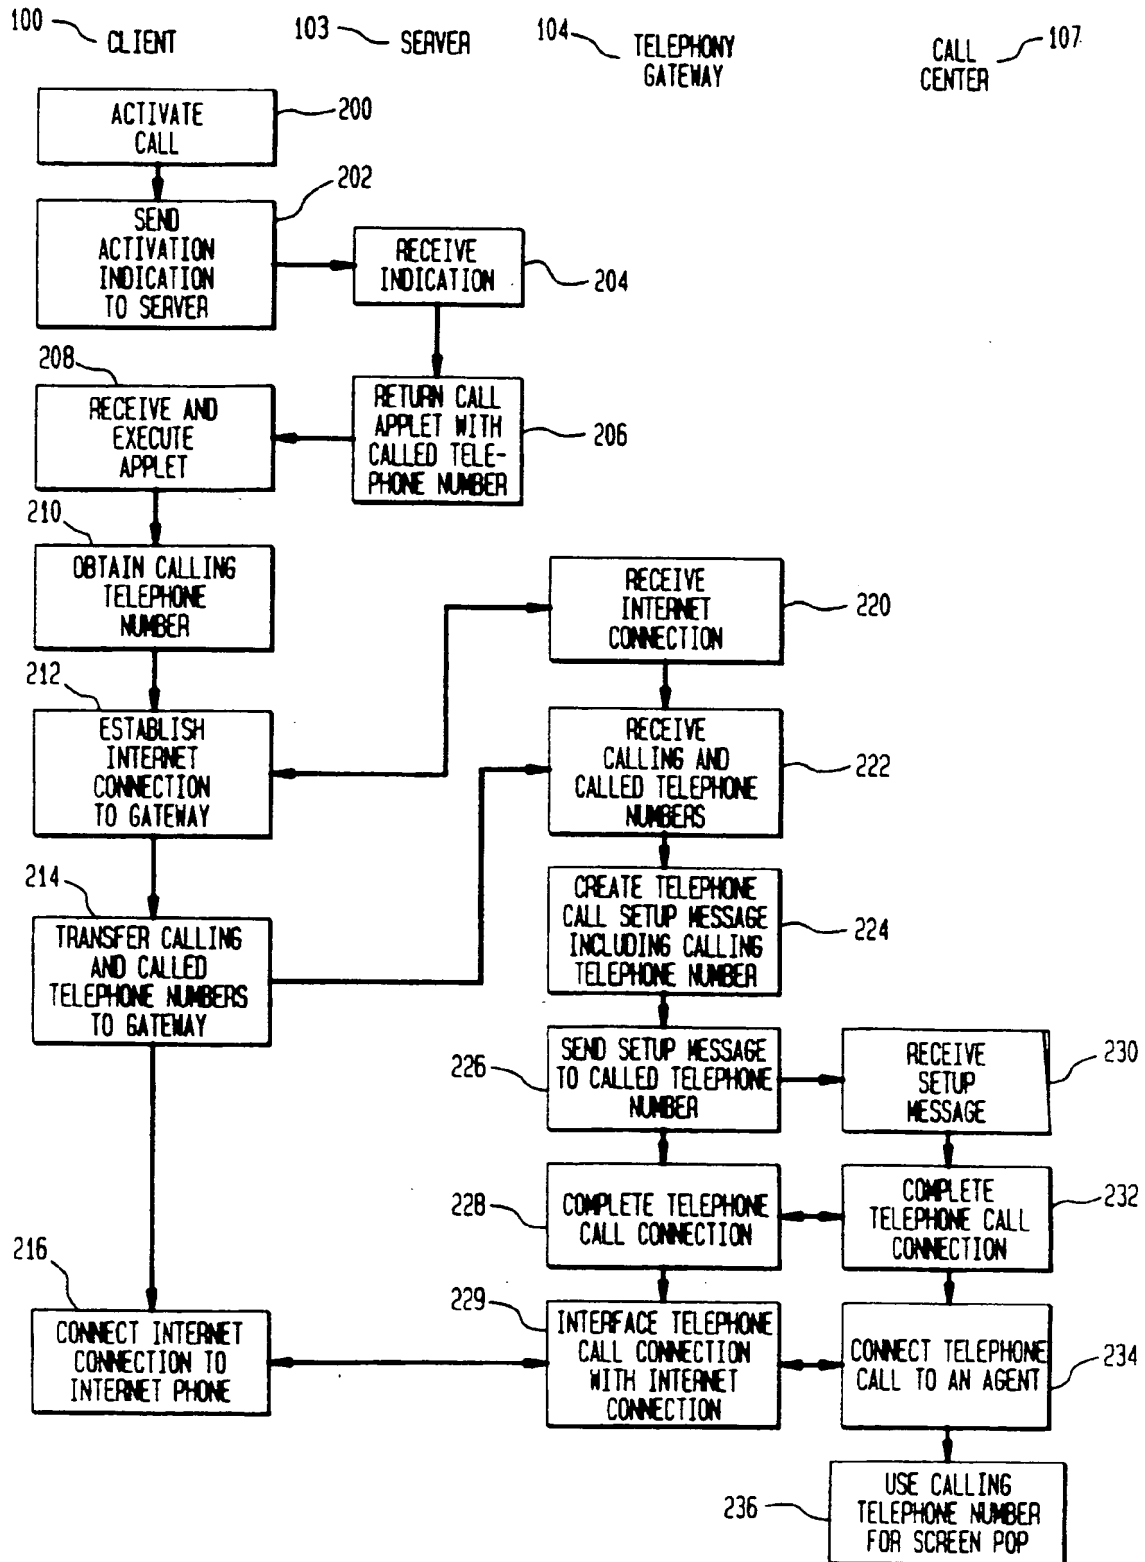 100
CLIENT
103
SERVER
104
TELEPHONY
GATEWAY
CALL
CENTER
107
ACTIVATE
CALL
200
SEND
ACTIVATION
INDICATION
TO SERVER
202
RECEIVE
INDICATION
204
208
RECEIVE AND
EXECUTE
APPLET
RETURN CALL
APPLET WITH
CALLED TELE-
PHONE NUMBER
206
210
OBTAIN CALLING
TELEPHONE
NUMBER
RECEIVE
INTERNET
CONNECTION
220
212
ESTABLISH
INTERNET
CONNECTION
TO GATEWAY
RECEIVE
CALLING AND
CALLED TELEPHONE
NUMBERS
222
214
TRANSFER CALLING
AND CALLED
TELEPHONE NUMBERS
TO GATEWAY
CREATE TELEPHONE
CALL SETUP MESSAGE
INCLUDING CALLING
TELEPHONE NUMBER
224
226
SEND SETUP MESSAGE
TO CALLED TELEPHONE
NUMBER
RECEIVE
SETUP
MESSAGE
230
228
COMPLETE TELEPHONE
CALL CONNECTION
COMPLETE
TELEPHONE CALL
CONNECTION
232
216
CONNECT INTERNET
CONNECTION TO
INTERNET PHONE
229
INTERFACE TELEPHONE
CALL CONNECTION
WITH INTERNET
CONNECTION
CONNECT TELEPHONE
CALL TO AN AGENT
234
236
USE CALLING
TELEPHONE NUMBER
FOR SCREEN POP